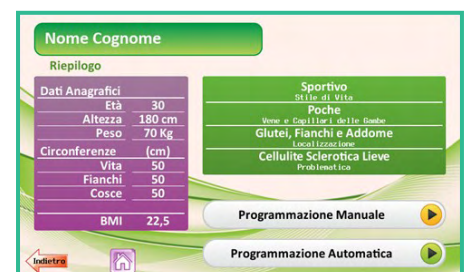 Nome Cognome
Riepilogo
Dati Anagrafici
Età 30
Altezza 180 cm
Peso 70 Kg
Circonferenze (cm)
Vita 50
Fianchi 50
Cosce 50
BMI 22,5
Sportivo
Stile di Vita
Poche
Vene e Capillari delle Gambe
Glutei, Fianchi e Addome
Localizzazione
Cellulite Sclerotica Lieve
Problematica
Programmazione Manuale
Programmazione Automatica
Indietro